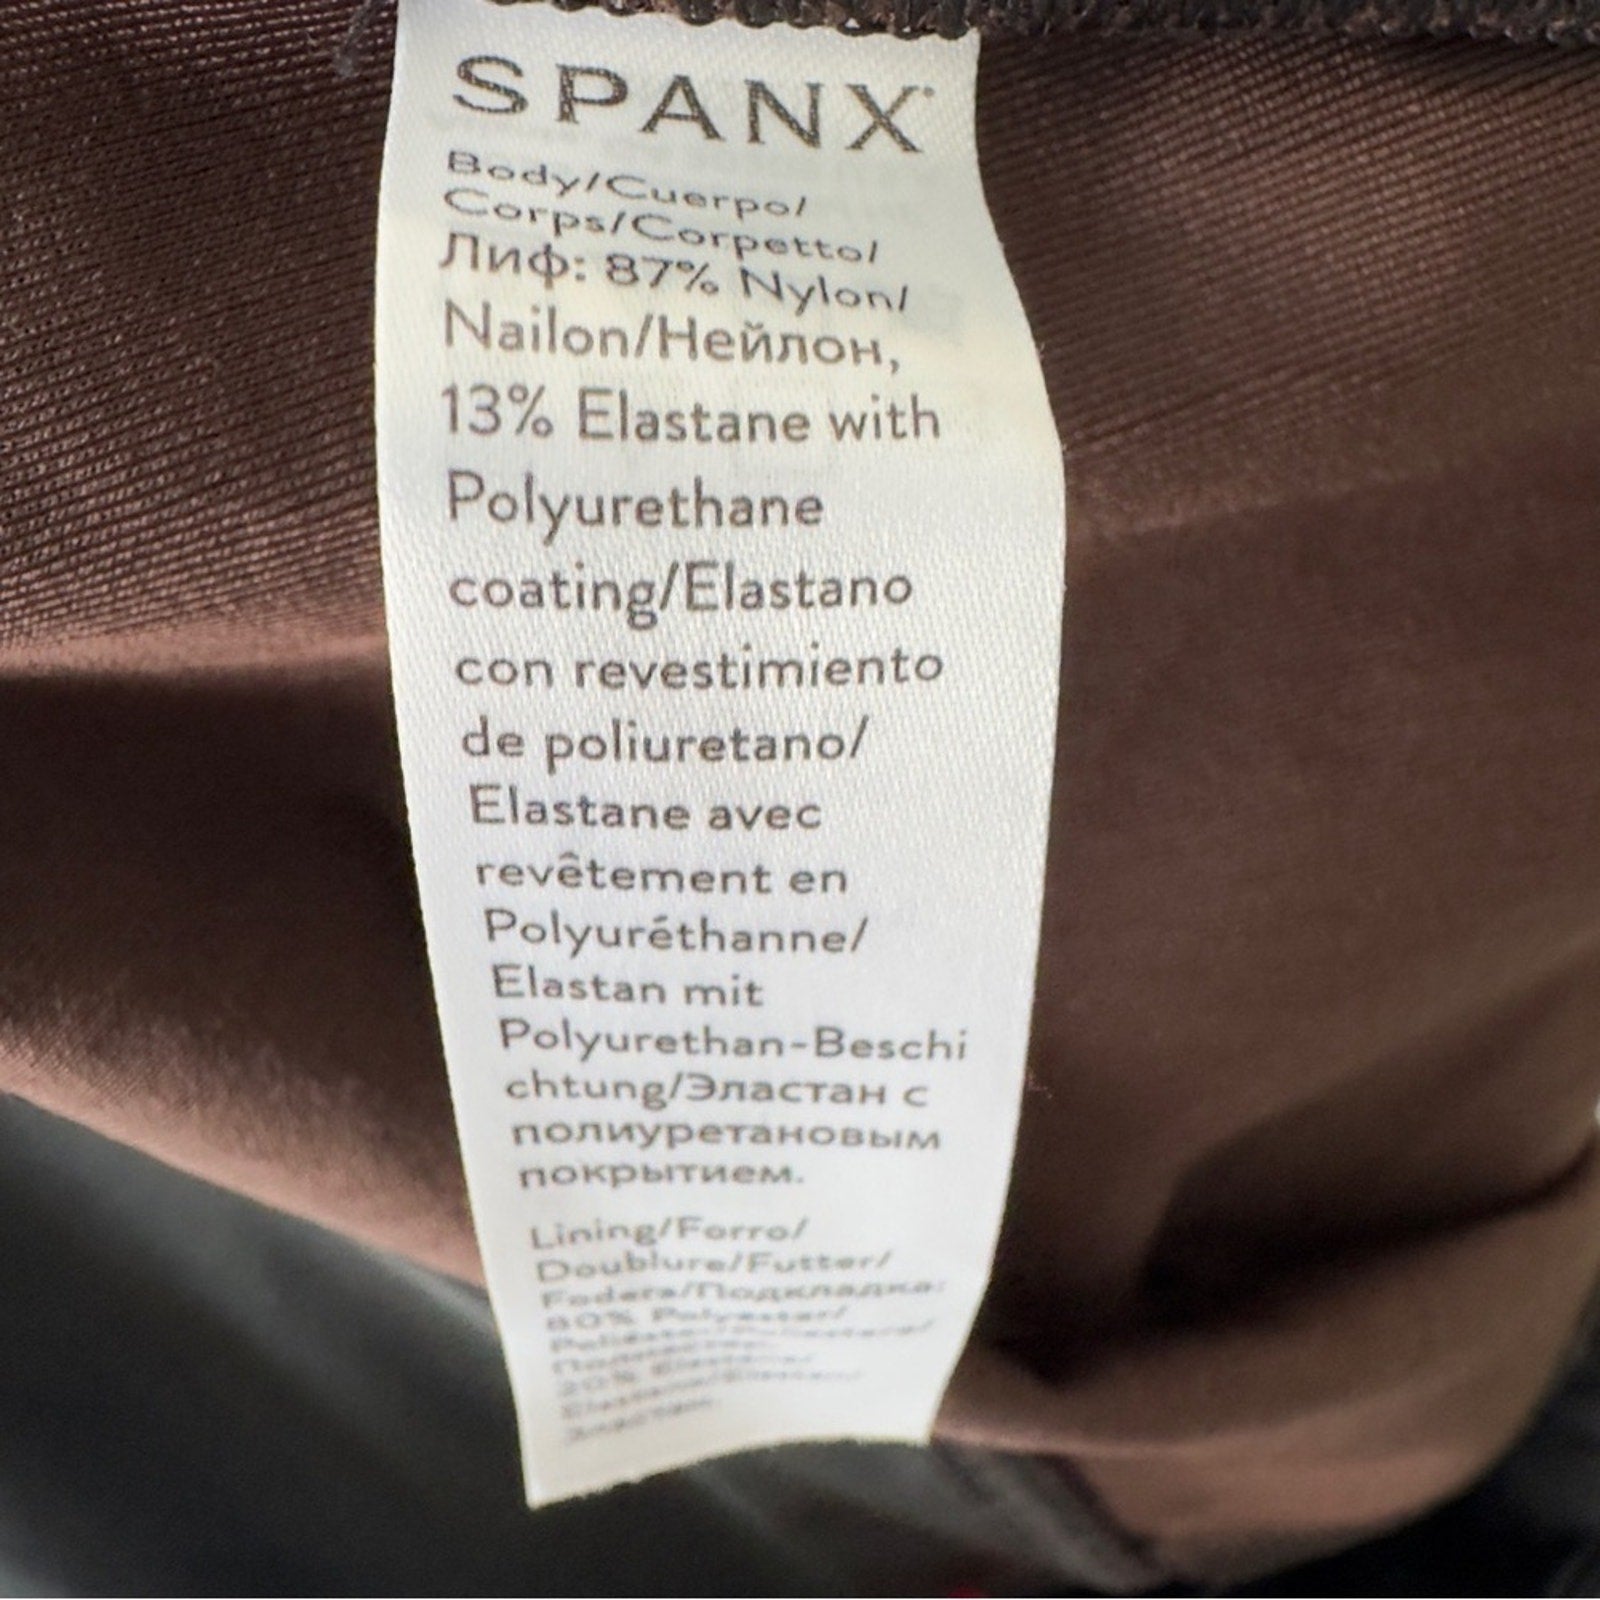 SPANX
Body/Cuerpo/
Corps/Corpetto/
Лиф: 87% Nylon/
Nailon/Нейлон,
13% Elastane with
Polyurethane
coating/Elastano
con revestimiento
de poliuretano/
Elastane avec
revêtement en
Polyuréthanne/
Elastan mit
Polyurethan-Beschi
chtung/Эластан с
полиуретановым
покрытием.
Lining/Forro/
Doublure/Futter/
Fodera/Подкладка:
80% Polyester/
20% Elastane/
Эластан.